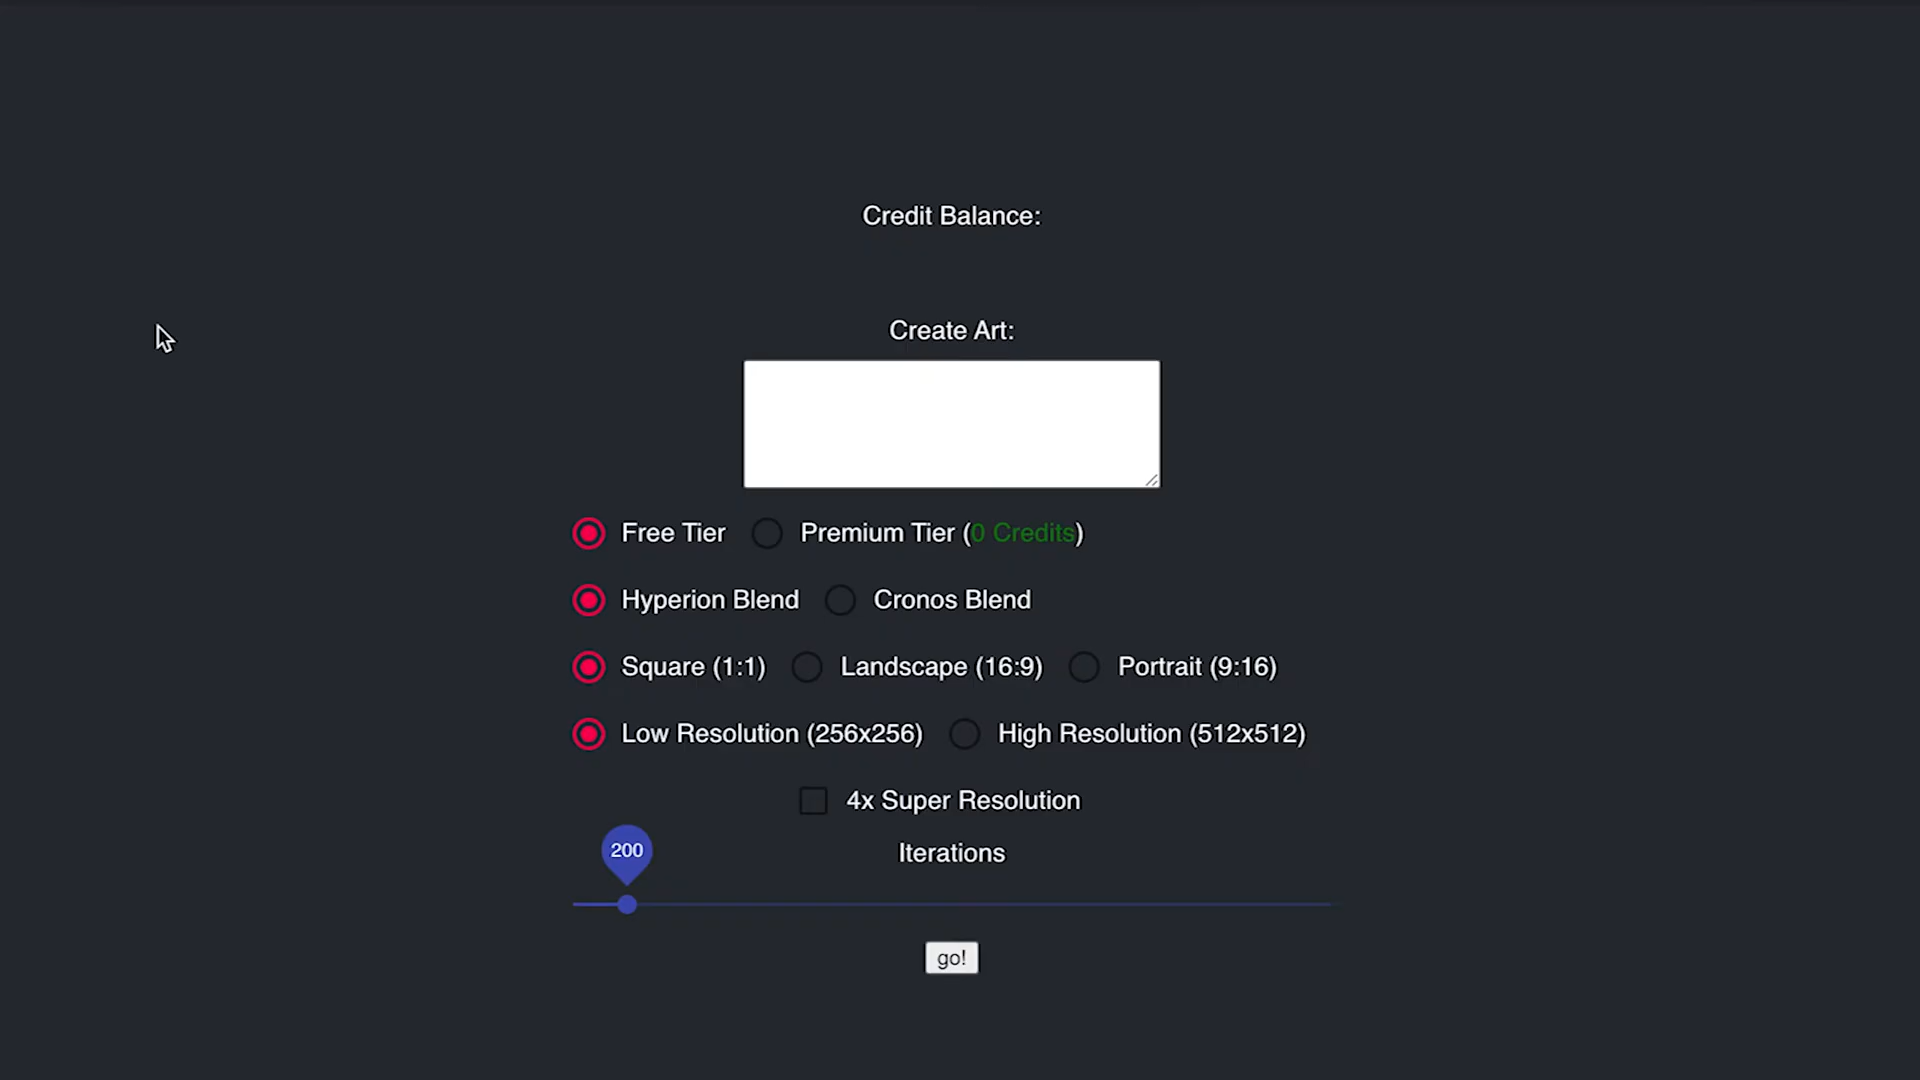 Credit Balance:
Create Art:
Free Tier Premium Tier (0 Credits)
Hyperion Blend Cronos Blend
Square (1:1) Landscape (16:9) Portrait (9:16)
Low Resolution (256x256) High Resolution (512x512)
4x Super Resolution
200
Iterations
go!